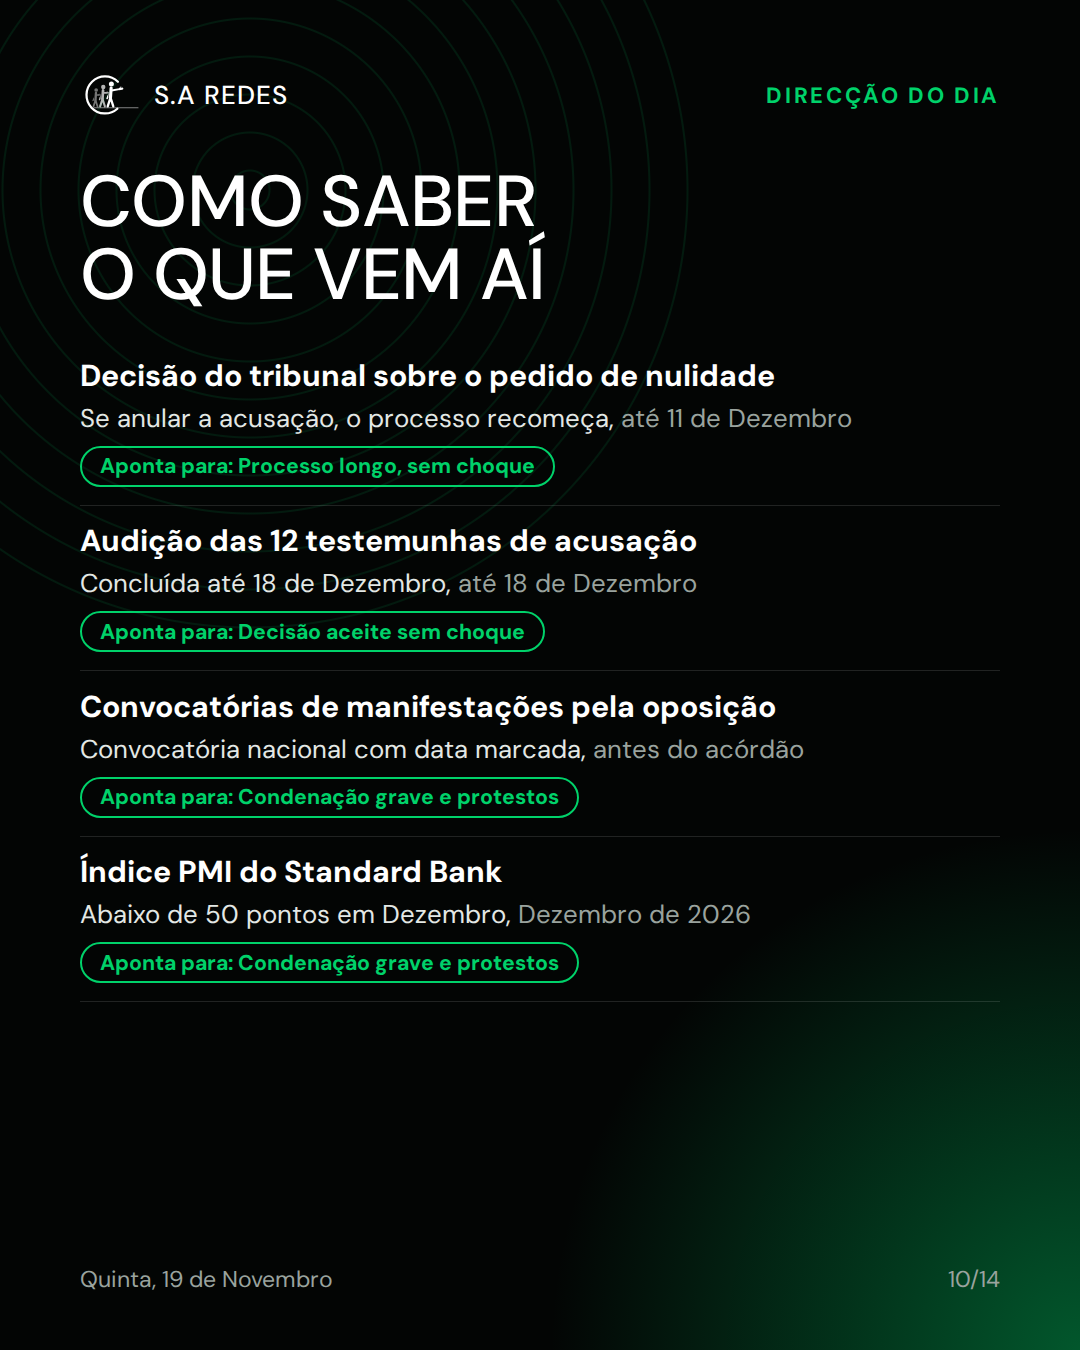 S.A REDES
DIRECÇÃO DO DIA
COMO SABER
O QUE VEM AÍ
Decisão do tribunal sobre o pedido de nulidade
Se anular a acusação, o processo recomeça, até 11 de Dezembro
Aponta para: Processo longo, sem choque
Audição das 12 testemunhas de acusação
Concluída até 18 de Dezembro, até 18 de Dezembro
Aponta para: Decisão aceite sem choque
Convocatórias de manifestações pela oposição
Convocatória nacional com data marcada, antes do acórdão
Aponta para: Condenação grave e protestos
Índice PMI do Standard Bank
Abaixo de 50 pontos em Dezembro, Dezembro de 2026
Aponta para: Condenação grave e protestos
Quinta, 19 de Novembro
10/14